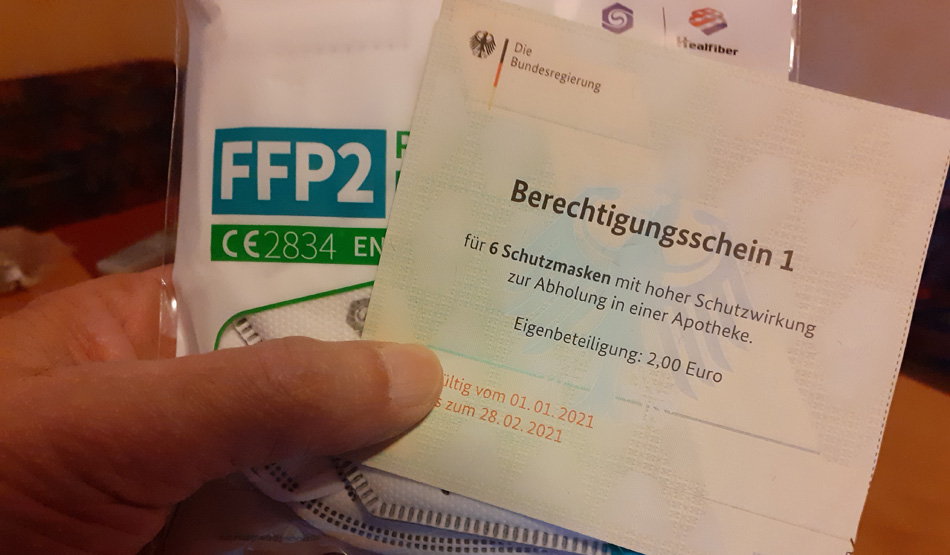 Healfiber
Die
Bundesregierung
FFP2
CE2834 EN
Berechtigungsschein 1
für 6 Schutzmasken mit hoher Schutzwirkung
zur Abholung in einer Apotheke.
Eigenbeteiligung: 2,00 Euro
ültig vom 01.01.2021
s zum 28.02.2021